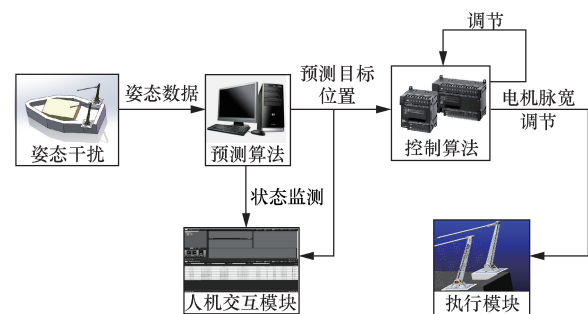 调节
姿态数据
预测目标
位置
电机脉宽
调节
姿态干扰
预测算法
控制算法
状态监测
人机交互模块
执行模块